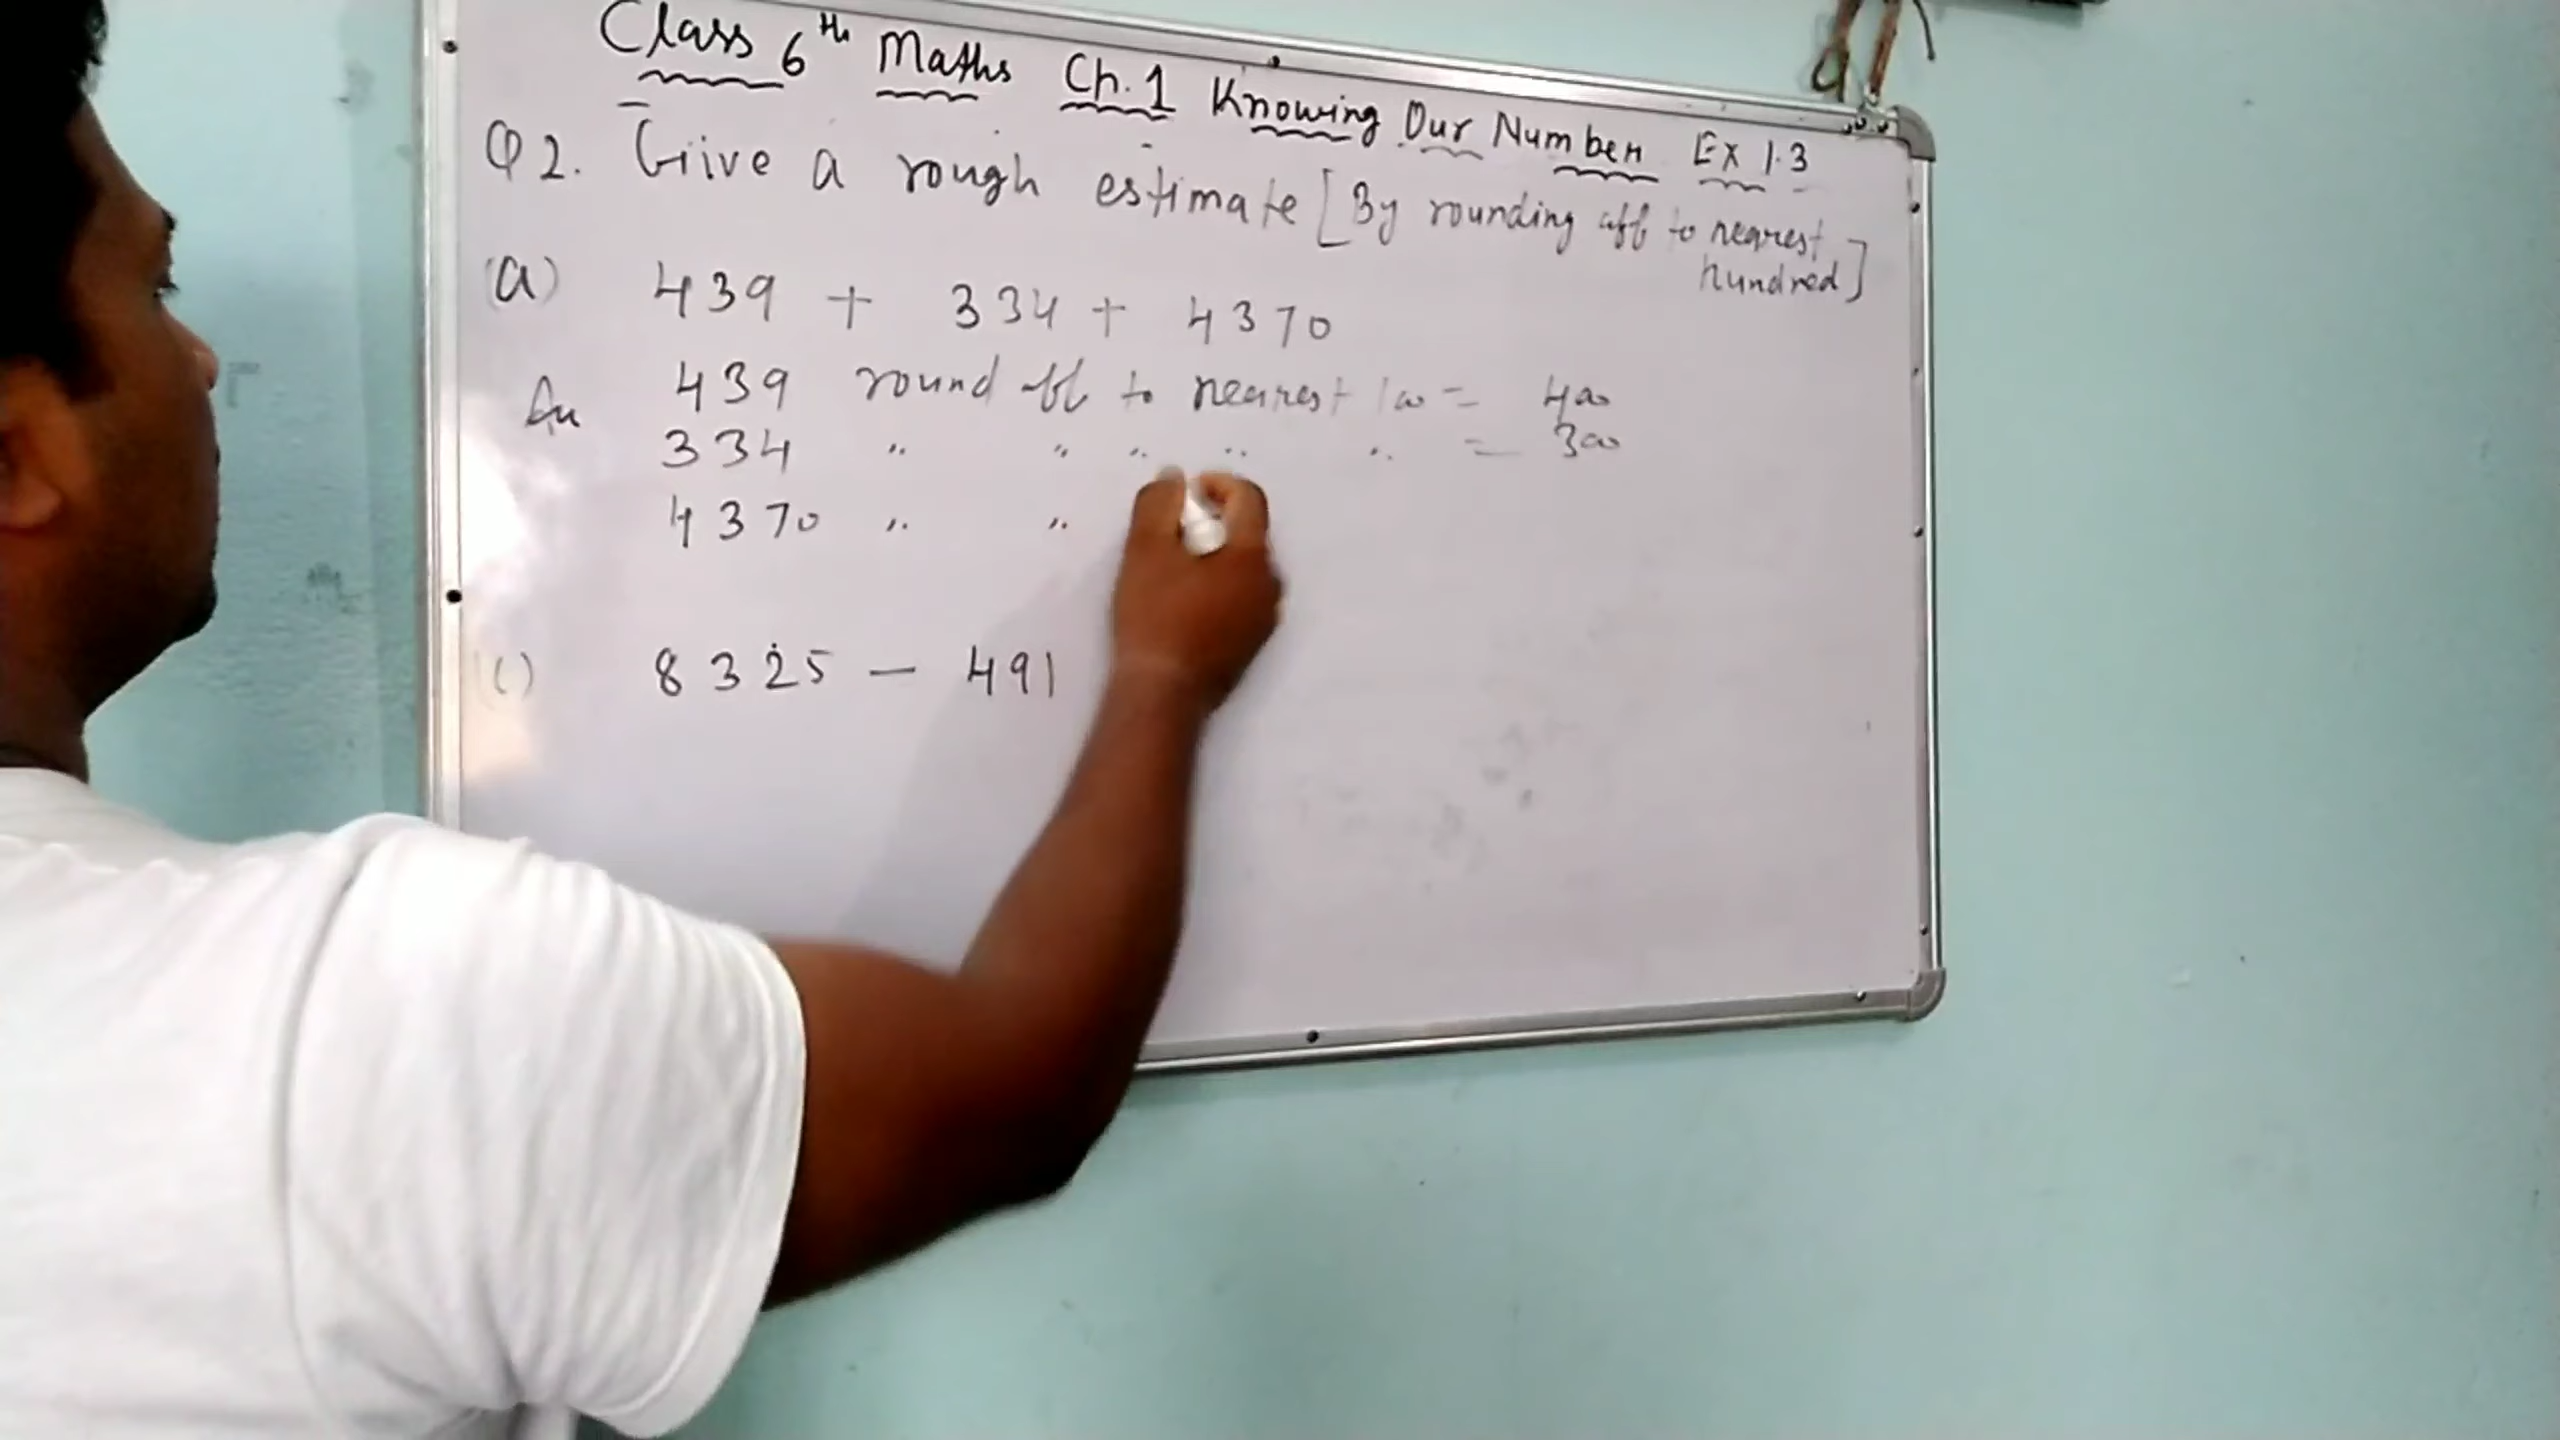 Class 6th Maths Ch.1 Knowing Our Number Ex 1.3
Q2. Giive a rough estimate [By rounding off to nearest
hundred]
(a) 439 + 334 + 4370
An 439 round off to nearest 100 = 400
334 " " " " " = 300
4370 " "
(c) 8325 - 491